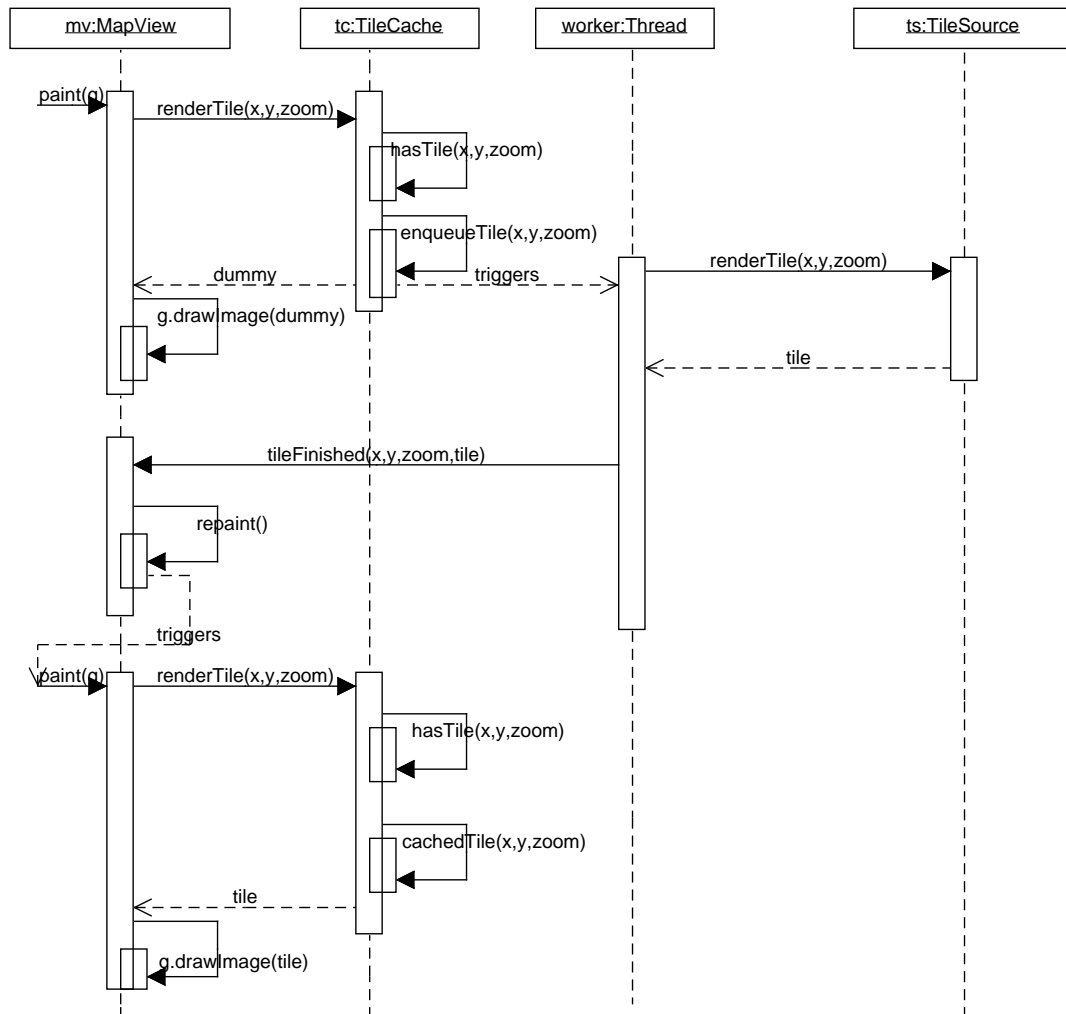 mv:MapView
tc:TileCache
worker:Thread
ts:TileSource
paint(g)
renderTile(x,y,zoom)
hasTile(x,y,zoom)
enqueueTile(x,y,zoom)
renderTile(x,y,zoom)
dummy
triggers
g.drawImage(dummy)
tile
tileFinished(x,y,zoom,tile)
repaint()
triggers
paint(g)
renderTile(x,y,zoom)
hasTile(x,y,zoom)
cachedTile(x,y,zoom)
tile
g.drawImage(tile)